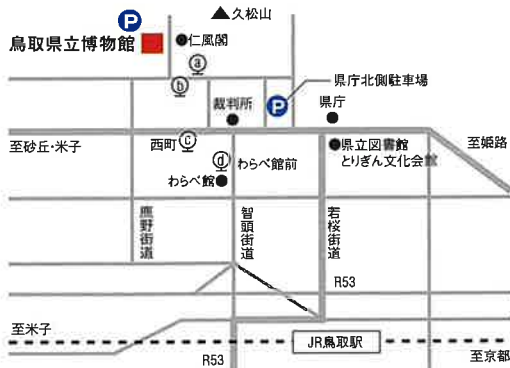 P
▲久松山
鳥取県立博物館
仁風閣
a
b
裁判所
P
県庁北側駐車場
県庁
至砂丘・米子
西町
c
県立図書館
とりぎん文化会館
至姫路
d
わらべ館前
わらべ館
鷹野街道
智頭街道
若桜街道
R53
至米子
JR鳥取駅
R53
至京都